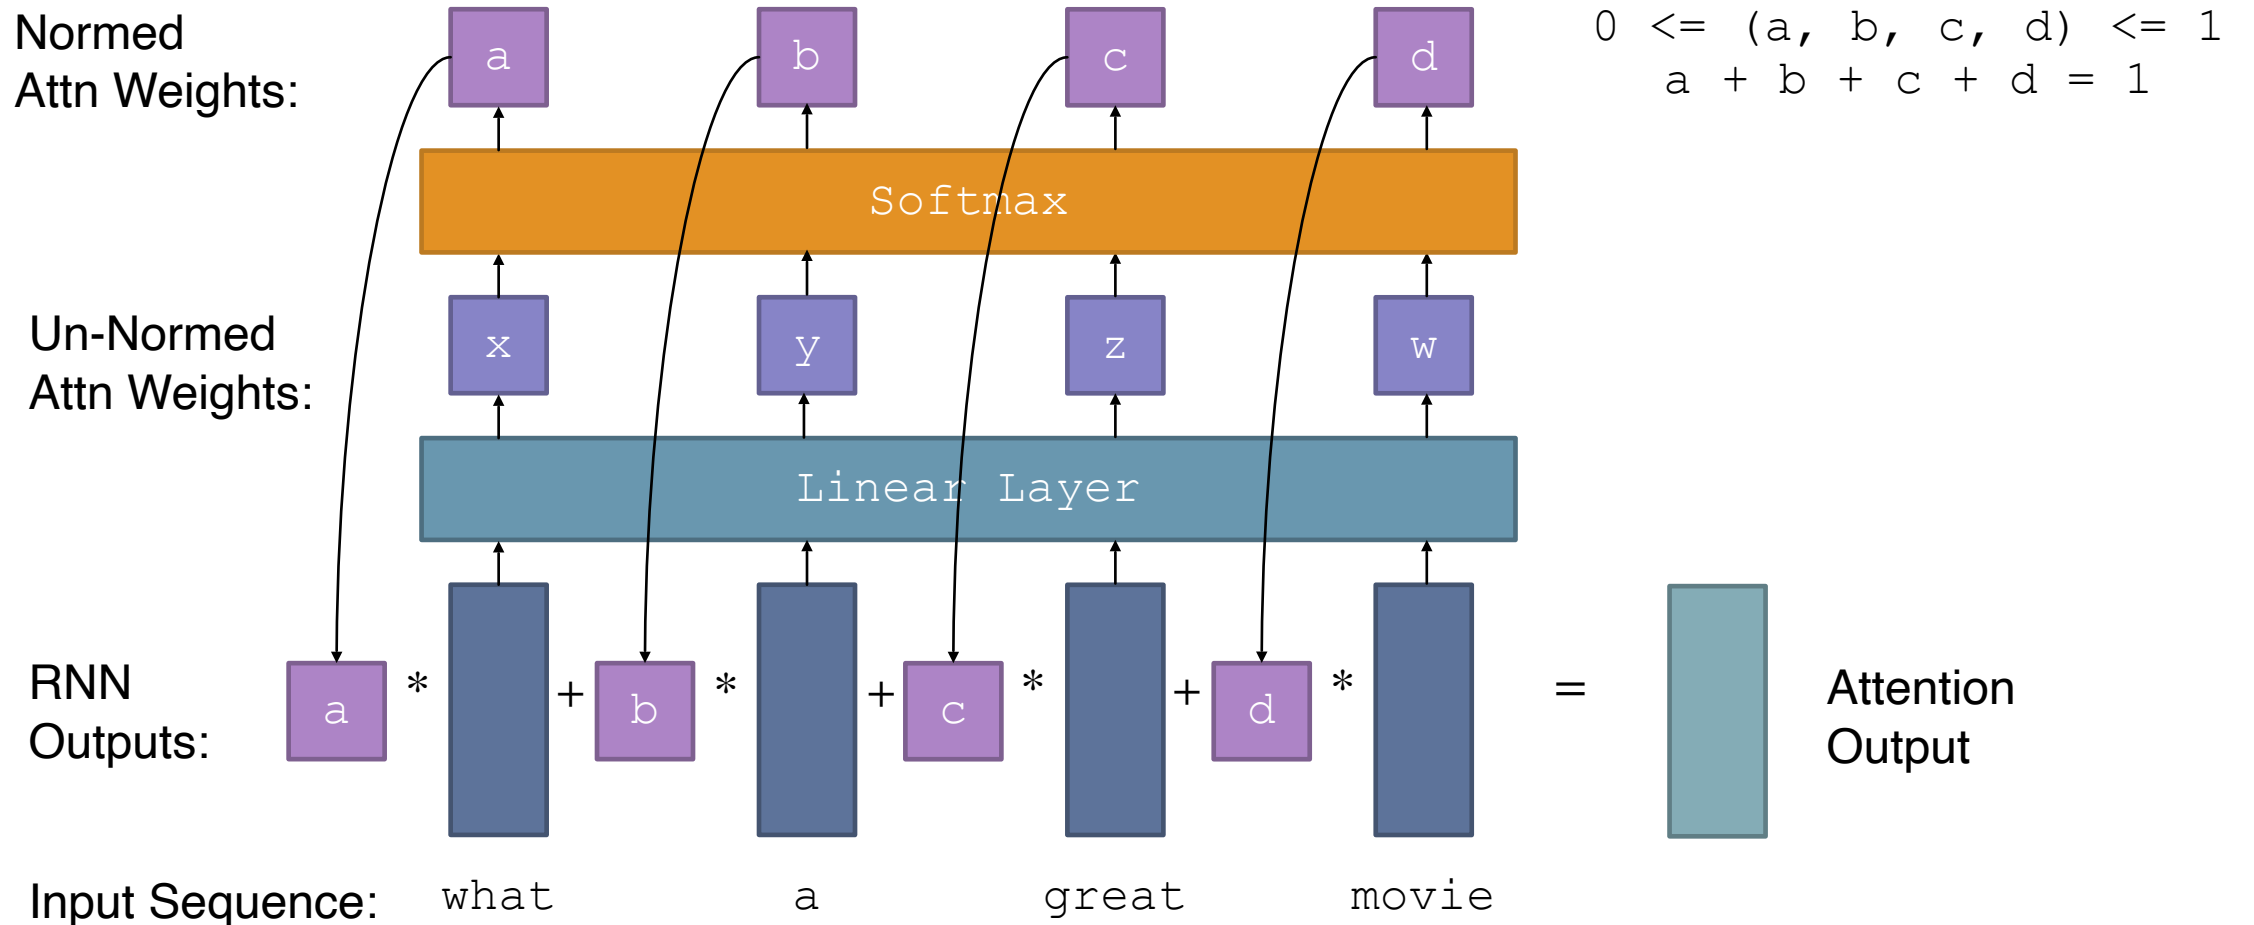 Normed
Attn Weights:
a b c d
0 <= (a, b, c, d) <= 1
a + b + c + d = 1
Softmax
Un-Normed
Attn Weights:
x y z w
Linear Layer
RNN
Outputs:
a * + b * + c * + d * =
Attention
Output
Input Sequence: what a great movie